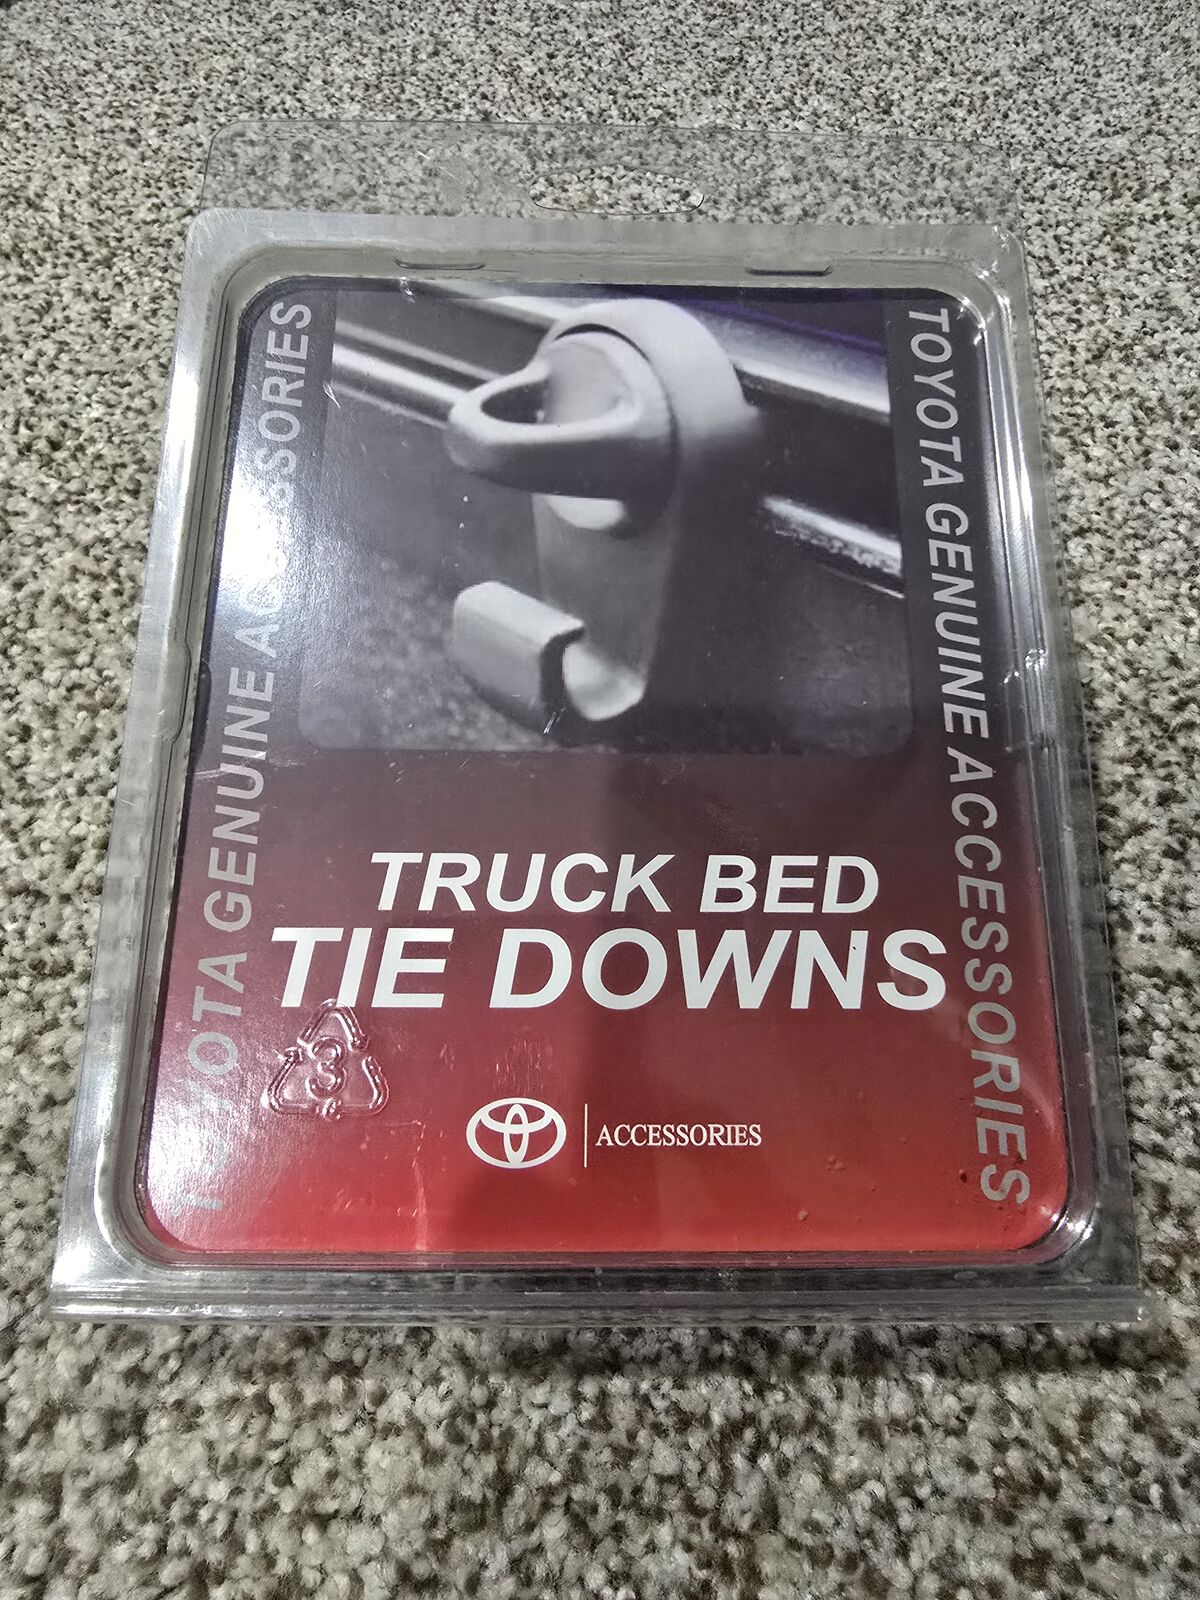 TOYOTA GENUINE ACCESSORIES
TOYOTA GENUINE ACCESSORIES
TRUCK BED
TIE DOWNS
3
ACCESSORIES